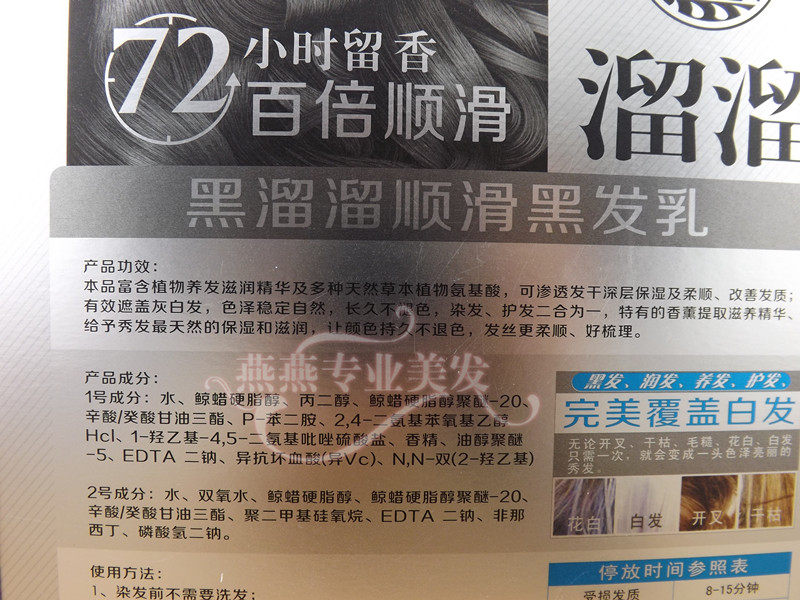 72
小时留香
百倍顺滑
溜溜
黑溜溜顺滑黑发乳
产品功效：
本品富含植物养发滋润精华及多种天然草本植物氨基酸，可渗透发干深层保湿及柔顺、改善发质；
有效遮盖灰白发，色泽稳定自然，长久不退色，染发、护发二合为一，特有的香薰提取滋养精华、
给予秀发最天然的保湿和滋润，让颜色持久不退色，发丝更柔顺、好梳理。
燕燕专业美发
产品成分：
1号成分：水、鲸蜡硬脂醇、丙二醇、鲸蜡硬脂醇聚醚-20、
辛酸/癸酸甘油三酯、P-苯二胺、2,4-二氨基苯氧基乙醇
Hcl、1-羟乙基-4,5-二氨基吡唑硫酸盐、香精、油醇聚醚
-5、EDTA 二钠、异抗坏血酸(异Vc)、N,N-双(2-羟乙基)
2号成分：水、双氧水、鲸蜡硬脂醇、鲸蜡硬脂醇聚醚-20、
辛酸/癸酸甘油三酯、聚二甲基硅氧烷、EDTA 二钠、非那
西丁、磷酸氢二钠。
使用方法：
1、染发前不需要洗发；
黑发、润发、养发、护发、
完美覆盖白发
无论开叉、干枯、毛糙、花白、白发
只需一次，就会变成一头色泽亮丽的
秀发。
花白 白发 开叉 干枯
停放时间参照表
受损发质 8-15分钟